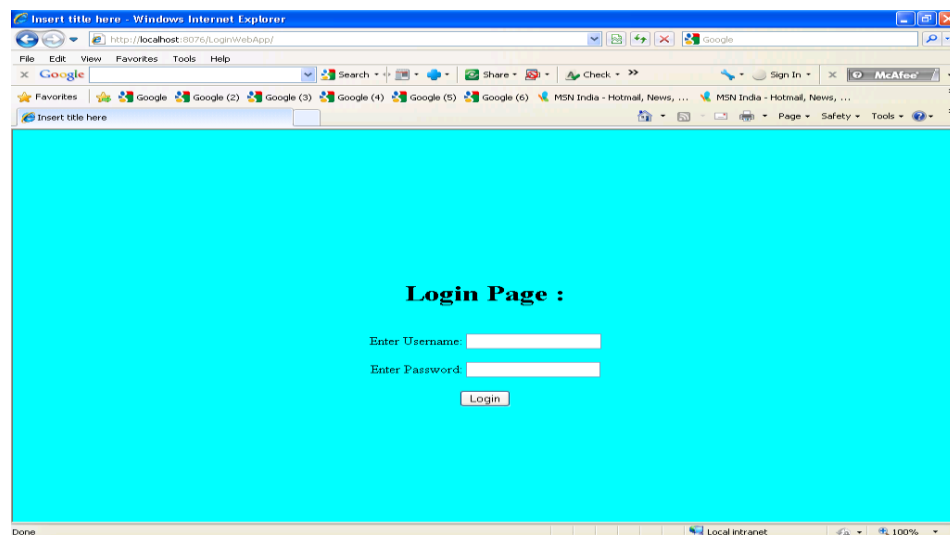 Insert title here - Windows Internet Explorer
http://localhost:8076/LoginWebApp/
Google
File Edit View Favorites Tools Help
Google Search Share Check >> Sign In McAfee
Favorites Google Google (2) Google (3) Google (4) Google (5) Google (6) MSN India - Hotmail, News, ... MSN India - Hotmail, News, ...
Insert title here Page Safety Tools
Login Page :
Enter Username:
Enter Password:
Login
Done Local intranet 100%